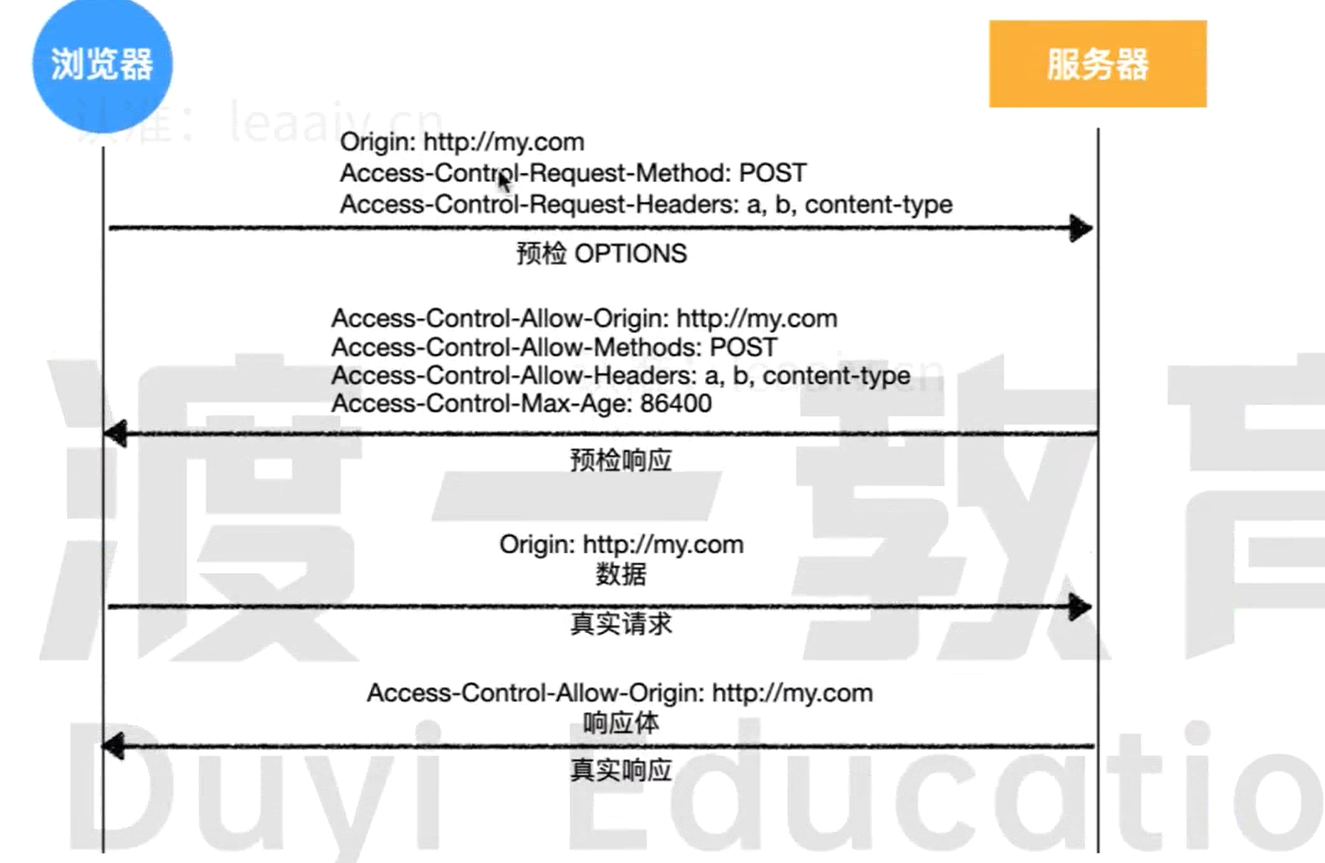 浏览器
服务器
认准：leaaiv.cn
Origin: http://my.com
Access-Control-Request-Method: POST
Access-Control-Request-Headers: a, b, content-type
预检 OPTIONS
Access-Control-Allow-Origin: http://my.com
Access-Control-Allow-Methods: POST
Access-Control-Allow-Headers: a, b, content-type
Access-Control-Max-Age: 86400
预检响应
渡一教育
Origin: http://my.com
数据
真实请求
Access-Control-Allow-Origin: http://my.com
响应体
真实响应
Duyi Educatio